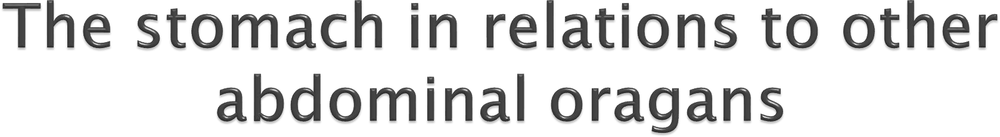 The stomach in relations to other
abdominal oragans